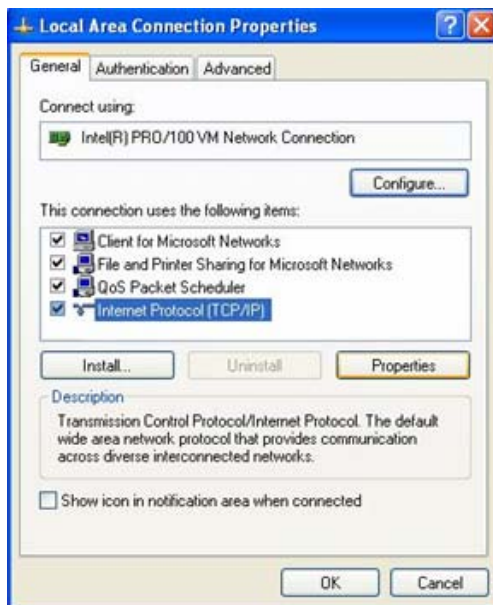 Local Area Connection Properties
General Authentication Advanced
Connect using:
Intel(R) PRO/100 VM Network Connection
Configure...
This connection uses the following items:
Client for Microsoft Networks
File and Printer Sharing for Microsoft Networks
QoS Packet Scheduler
Internet Protocol (TCP/IP)
Install... Uninstall Properties
Description
Transmission Control Protocol/Internet Protocol. The default
wide area network protocol that provides communication
across diverse interconnected networks.
Show icon in notification area when connected
OK Cancel